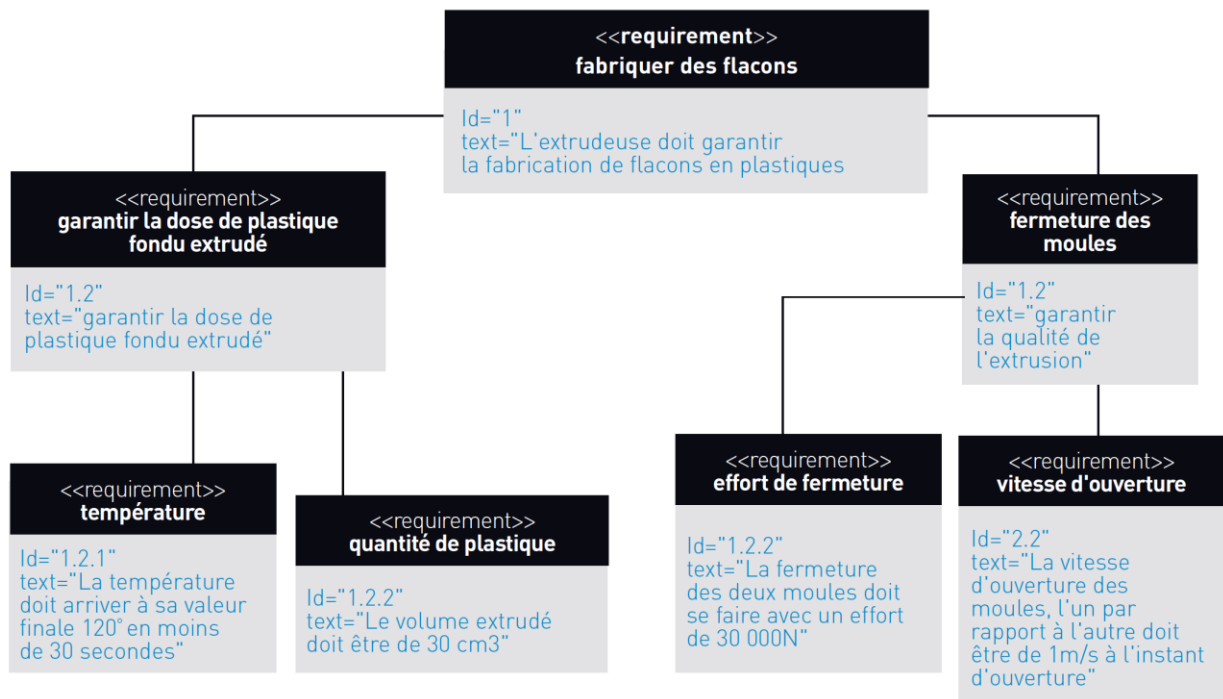 <<requirement>>
fabriquer des flacons
Id="1"
text="L'extrudeuse doit garantir
la fabrication de flacons en plastiques
<<requirement>>
garantir la dose de plastique
fondu extrudé
Id="1.2"
text="garantir la dose de
plastique fondu extrudé"
<<requirement>>
fermeture des
moules
Id="1.2"
text="garantir
la qualité de
l'extrusion"
<<requirement>>
température
Id="1.2.1"
text="La température
doit arriver à sa valeur
finale 120° en moins
de 30 secondes"
<<requirement>>
quantité de plastique
Id="1.2.2"
text="Le volume extrudé
doit être de 30 cm3"
<<requirement>>
effort de fermeture
Id="1.2.2"
text="La fermeture
des deux moules doit
se faire avec un effort
de 30 000N"
<<requirement>>
vitesse d'ouverture
Id="2.2"
text="La vitesse
d'ouverture des
moules, l'un par
rapport à l'autre doit
être de 1m/s à l'instant
d'ouverture"